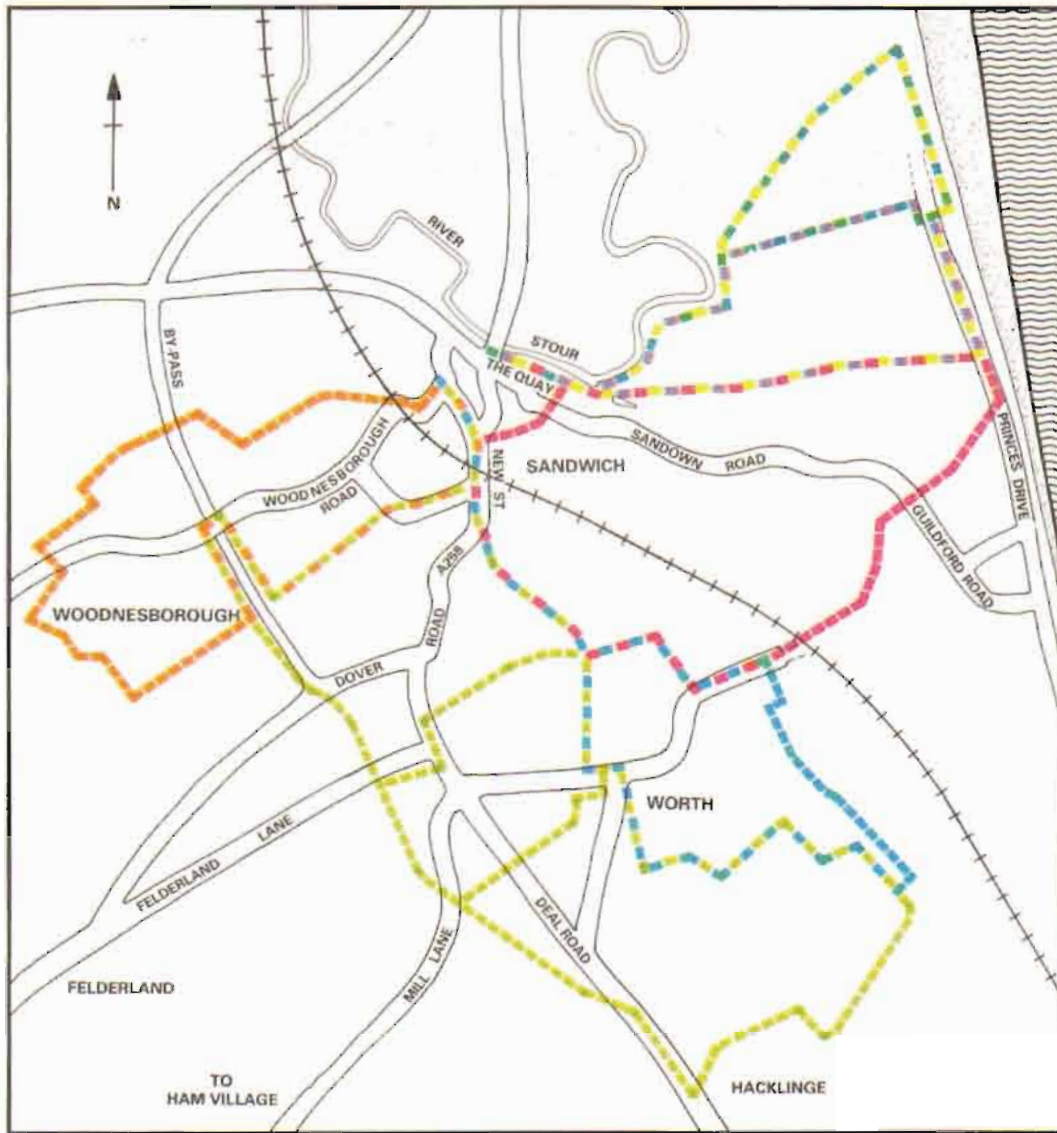 N
RIVER
STOUR
THE QUAY
BY-PASS
WOODNESBOROUGH
ROAD
NEW ST
SANDWICH
SANDOWN
ROAD
PRINCES DRIVE
GUILDFORD ROAD
A258
ROAD
DOVER
WOODNESBOROUGH
WORTH
FELDERLAND LANE
DEAL ROAD
MILL LANE
FELDERLAND
TO
HAM VILLAGE
HACKLINGE